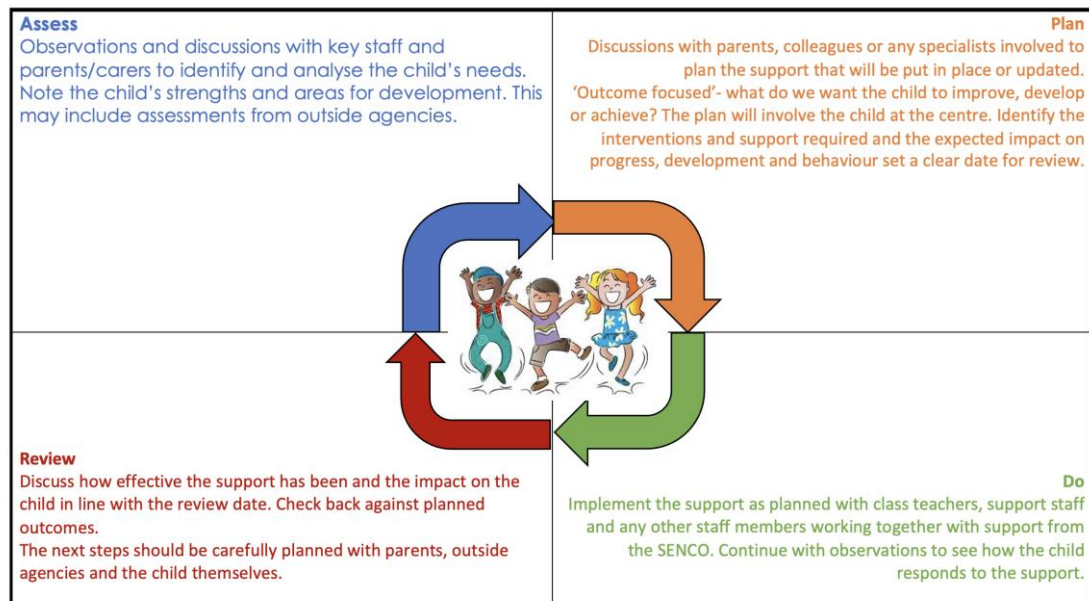 Assess
Observations and discussions with key staff and
parents/carers to identify and analyse the child's needs.
Note the child's strengths and areas for development. This
may include assessments from outside agencies.
Plan
Discussions with parents, colleagues or any specialists involved to
plan the support that will be put in place or updated.
'Outcome focused'- what do we want the child to improve, develop
or achieve? The plan will involve the child at the centre. Identify the
interventions and support required and the expected impact on
progress, development and behaviour set a clear date for review.
Review
Discuss how effective the support has been and the impact on the
child in line with the review date. Check back against planned
outcomes.
The next steps should be carefully planned with parents, outside
agencies and the child themselves.
Do
Implement the support as planned with class teachers, support staff
and any other staff members working together with support from
the SENCO. Continue with observations to see how the child
responds to the support.